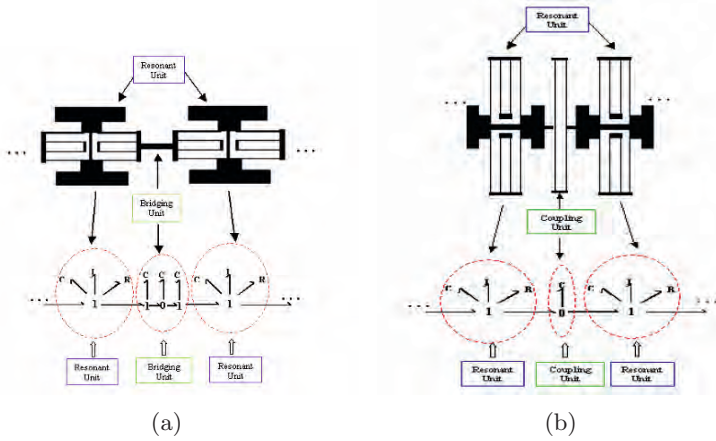 Resonant
Unit
...
...
Bridging
Unit
C I R
C C C
C I R
...
1
1 0 1
1
...
Resonant
Unit
Bridging
Unit
Resonant
Unit
(a)
Resonant
Unit
...
...
Coupling
Unit
C I R
C
C I R
...
1
0
1
...
Resonant
Unit
Coupling
Unit
Resonant
Unit
(b)